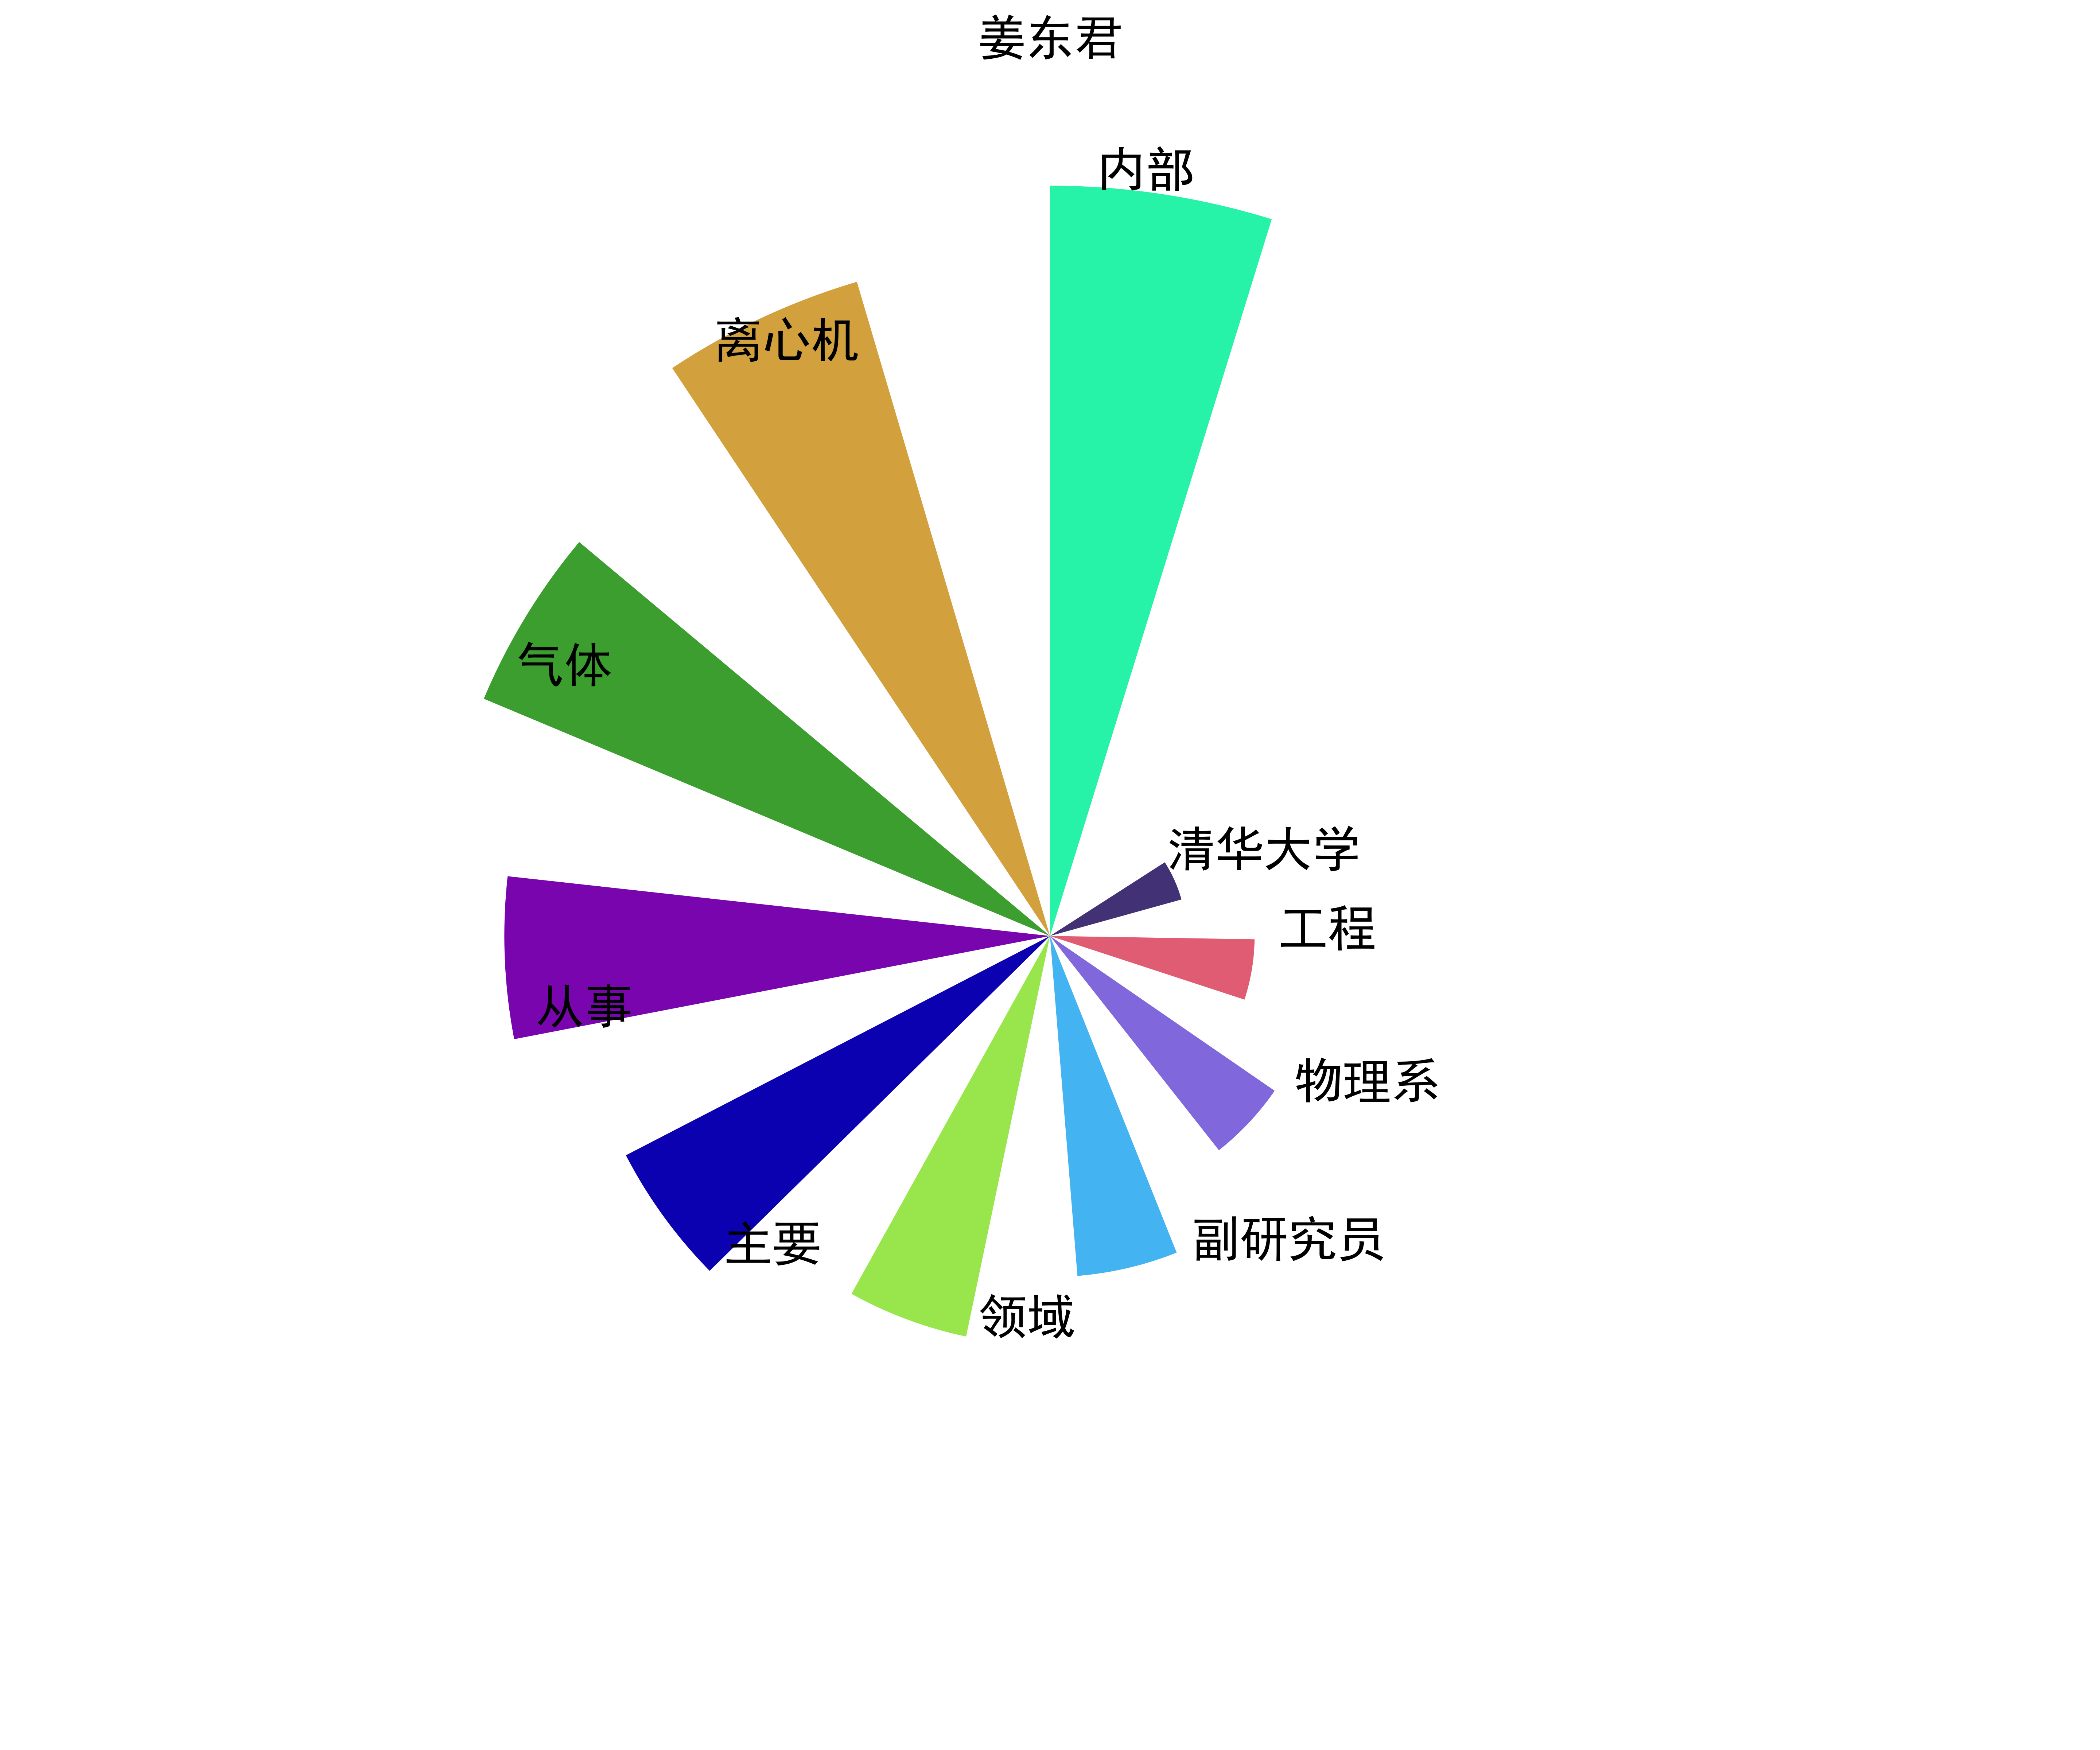 姜东君
内部
离心机
气体
清华大学
工程
从事
物理系
主要
副研究员
领域